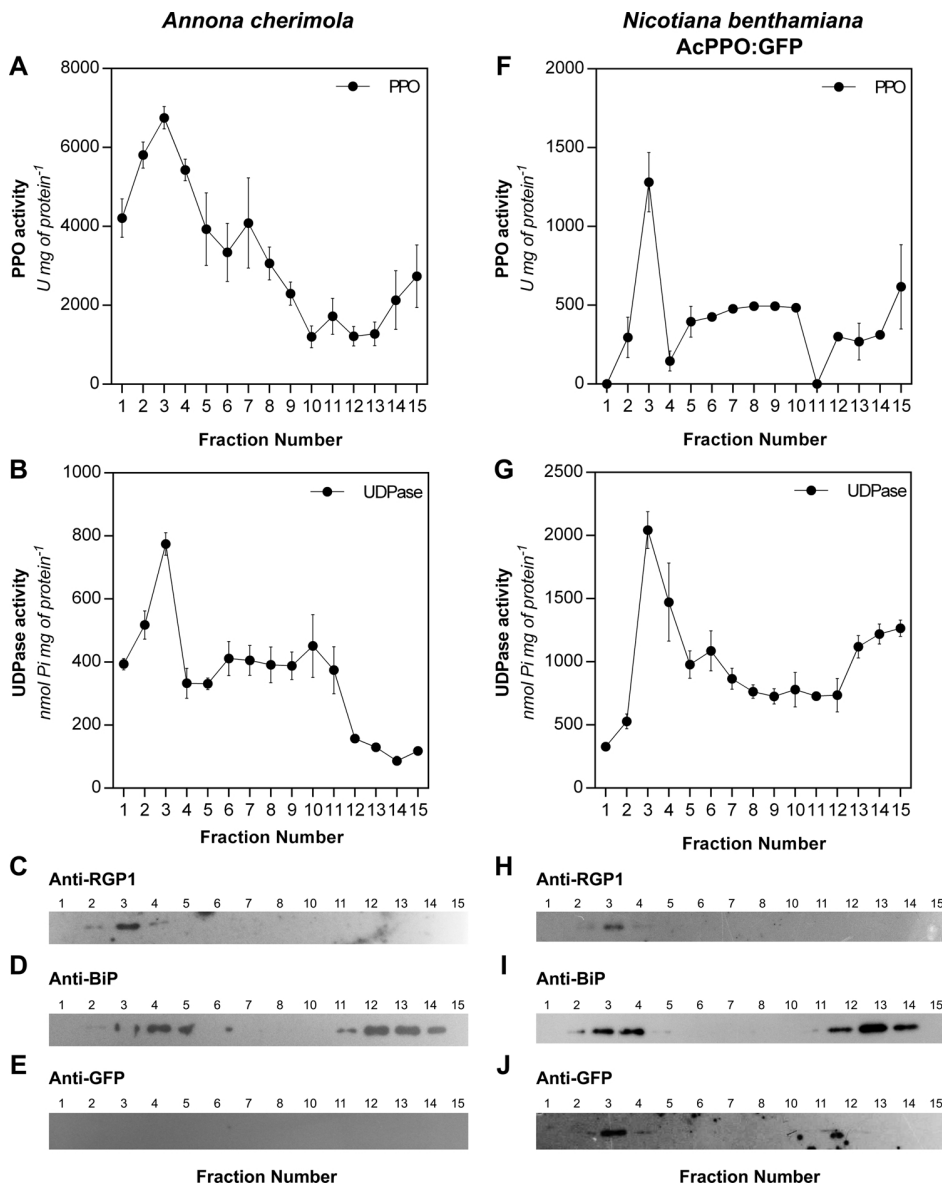 Annona cherimola
Nicotiana benthamiana
AcPPO:GFP
A
PPO
8000
6000
4000
2000
0
PPO activity
U mg of protein-1
1 2 3 4 5 6 7 8 9 10 11 12 13 14 15
Fraction Number
F
PPO
2000
1500
1000
500
0
PPO activity
U mg of protein-1
1 2 3 4 5 6 7 8 9 10 11 12 13 14 15
Fraction Number
B
UDPase
1000
800
600
400
200
0
UDPase activity
nmol Pi mg of protein-1
1 2 3 4 5 6 7 8 9 10 11 12 13 14 15
Fraction Number
G
UDPase
2500
2000
1500
1000
500
0
UDPase activity
nmol Pi mg of protein-1
1 2 3 4 5 6 7 8 9 10 11 12 13 14 15
Fraction Number
C
Anti-RGP1
1 2 3 4 5 6 7 8 9 10 11 12 13 14 15
D
Anti-BiP
1 2 3 4 5 6 7 8 9 10 11 12 13 14 15
E
Anti-GFP
1 2 3 4 5 6 7 8 9 10 11 12 13 14 15
Fraction Number
H
Anti-RGP1
1 2 3 4 5 6 7 8 9 10 11 12 13 14 15
I
Anti-BiP
1 2 3 4 5 6 7 8 9 10 11 12 13 14 15
J
Anti-GFP
1 2 3 4 5 6 7 8 9 10 11 12 13 14 15
Fraction Number